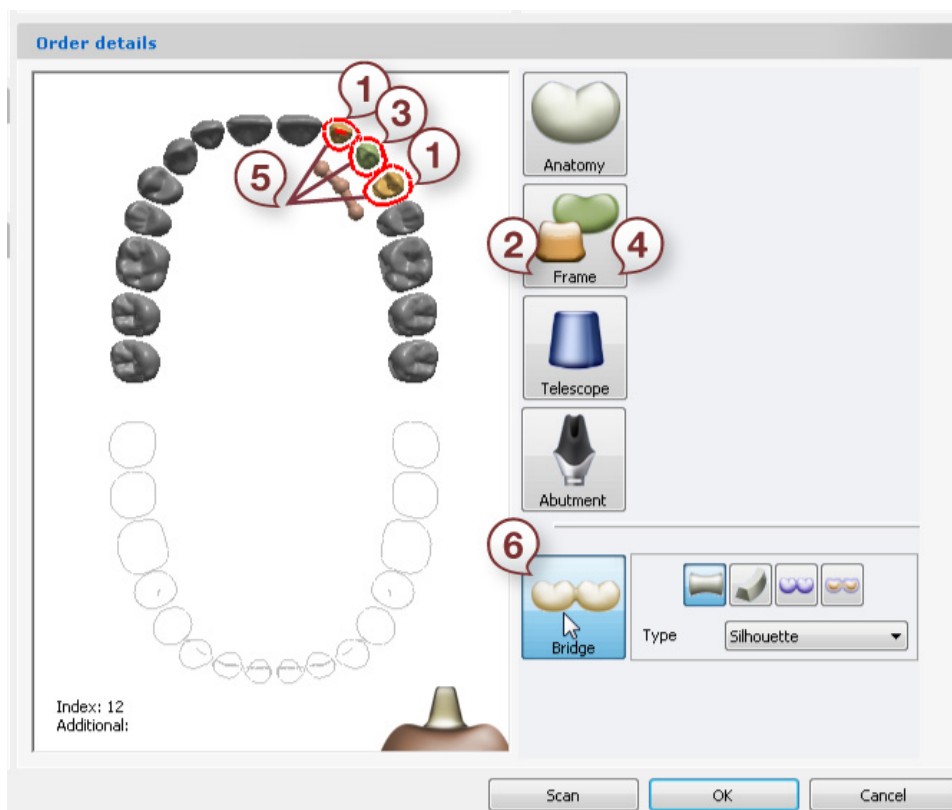 Order details
1
3
1
5
Anatomy
2
4
Frame
Telescope
Abutment
6
Bridge
Type
Silhouette
Index: 12
Additional:
Scan
OK
Cancel